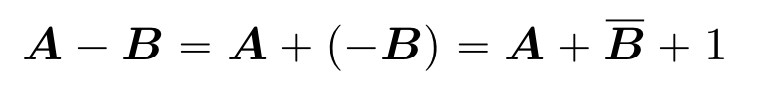 A − B = A + (−B) = A + B̅ + 1